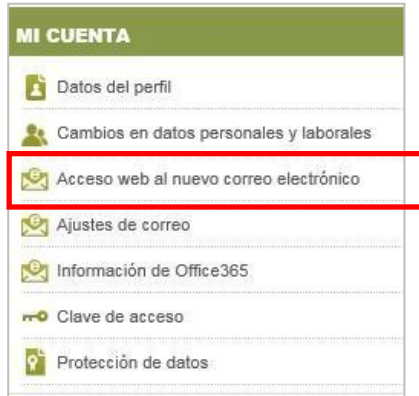 MI CUENTA
Datos del perfil
Cambios en datos personales y laborales
Acceso web al nuevo correo electrónico
Ajustes de correo
Información de Office365
Clave de acceso
Protección de datos